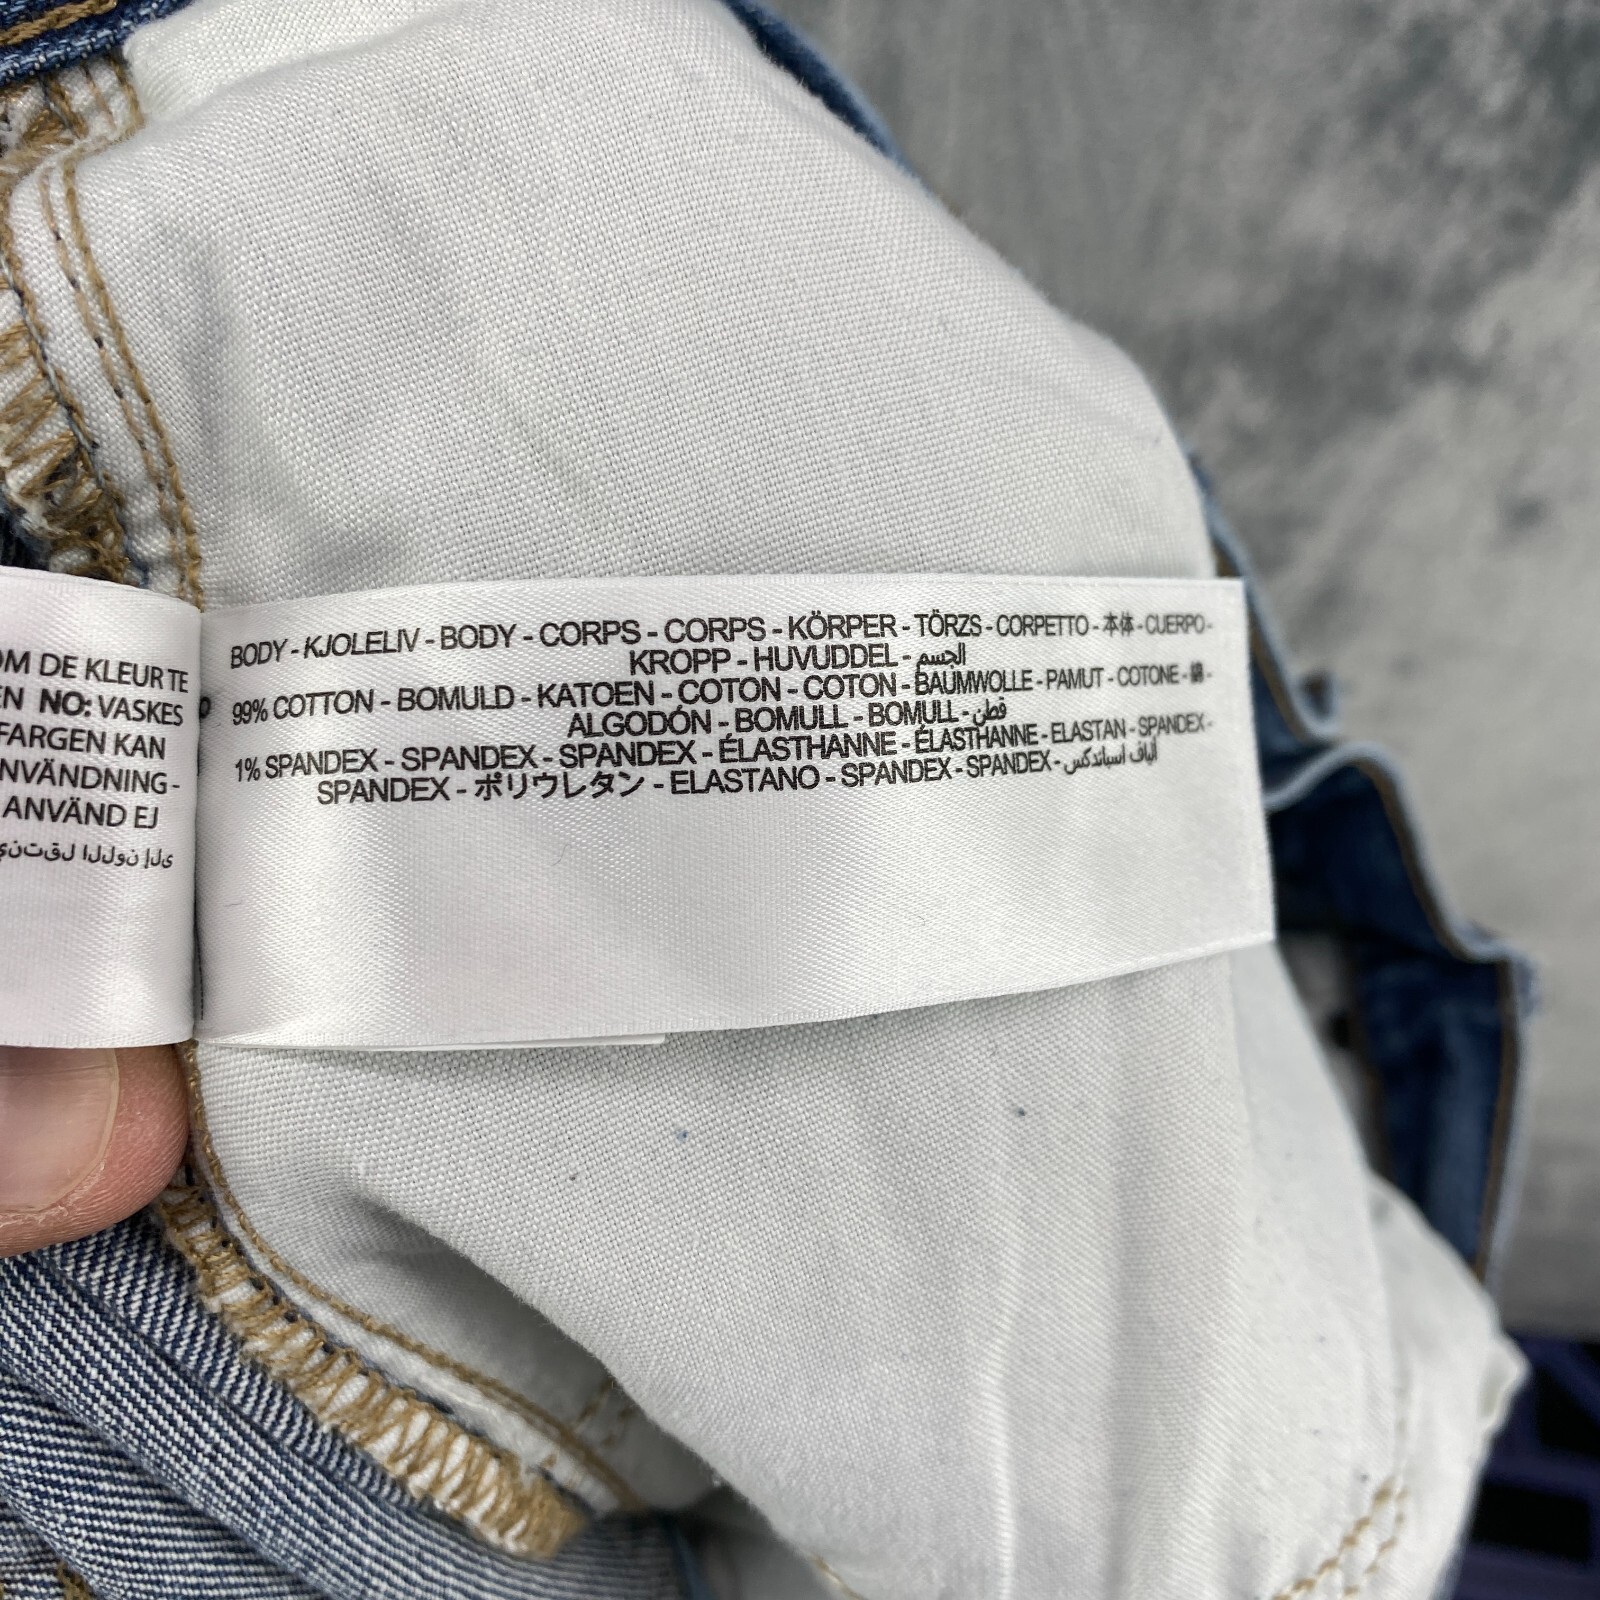 OM DE KLEUR TE
EN NO: VASKES
FARGEN KAN
NVÄNDNING-
ANVÄND EJ
ينتقل اللون إلى
BODY - KJOLELIV - BODY - CORPS - CORPS - KÖRPER - TÖRZS - CORPETTO - 本体 - CUERPO -
KROPP - HUVUDDEL - الجسم
99% COTTON - BOMULD - KATOEN - COTON - COTON - BAUMWOLLE - PAMUT - COTONE - 綿 -
ALGODÓN - BOMULL - BOMULL - قطن
1% SPANDEX - SPANDEX - SPANDEX - ÉLASTHANNE - ÉLASTHANNE - ELASTAN - SPANDEX -
SPANDEX - ポリウレタン - ELASTANO - SPANDEX - SPANDEX - ألياف اسباندكس